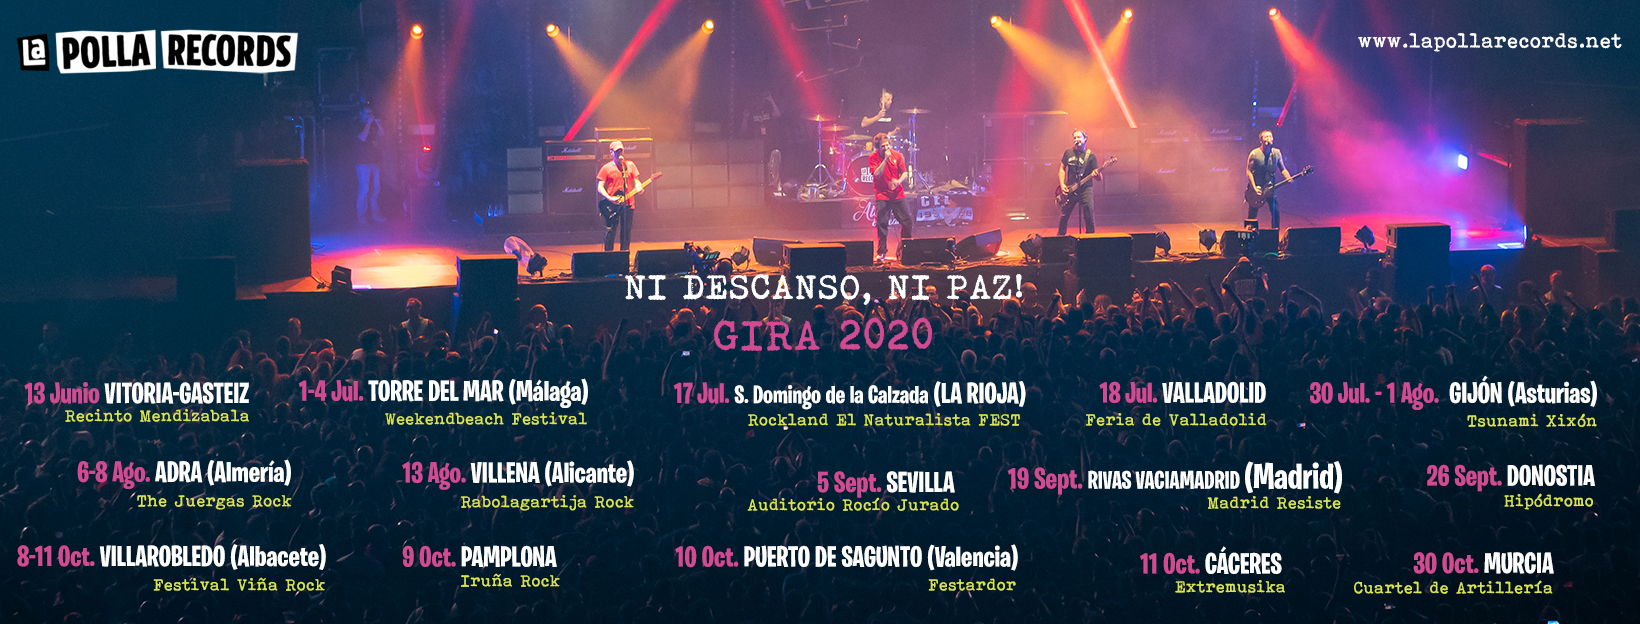 La POLLA RECORDS
www.lapollarecords.net
NI DESCANSO, NI PAZ!
GIRA 2020
13 Junio VITORIA-GASTEIZ
Recinto Mendizabala
1-4 Jul. TORRE DEL MAR (Málaga)
Weekendbeach Festival
17 Jul. S. Domingo de la Calzada (LA RIOJA)
Rockland El Naturalista FEST
18 Jul. VALLADOLID
Feria de Valladolid
30 Jul. - 1 Ago. GIJÓN (Asturias)
Tsunami Xixón
6-8 Ago. ADRA (Almería)
The Juergas Rock
13 Ago. VILLENA (Alicante)
Rabolagartija Rock
5 Sept. SEVILLA
Auditorio Rocío Jurado
19 Sept. RIVAS VACIAMADRID (Madrid)
Madrid Resiste
26 Sept. DONOSTIA
Hipódromo
8-11 Oct. VILLAROBLEDO (Albacete)
Festival Viña Rock
9 Oct. PAMPLONA
Iruña Rock
10 Oct. PUERTO DE SAGUNTO (Valencia)
Festardor
11 Oct. CÁCERES
Extremusika
30 Oct. MURCIA
Cuartel de Artillería